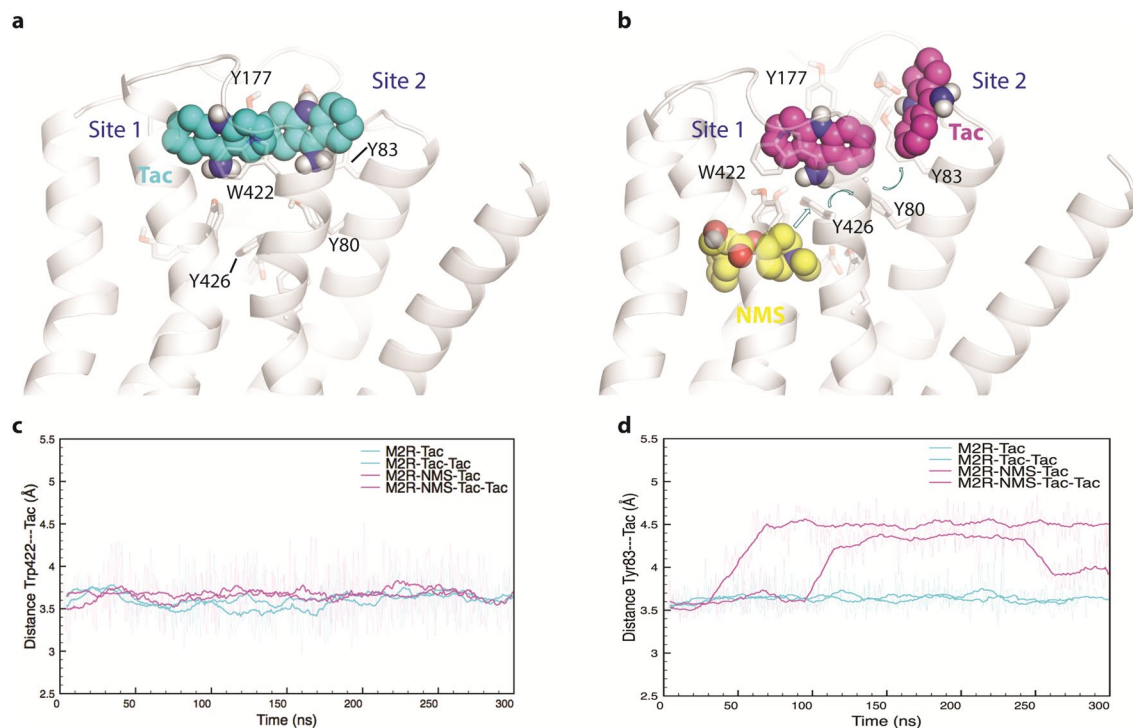 a
Y177
Site 2
Site 1
Tac
Y83
W422
Y80
Y426
b
Y177
Site 2
Site 1
Tac
W422
Y83
Y80
Y426
NMS
c
5.5
5
4.5
4
3.5
3
2.5
Distance Trp422---Tac (Å)
M2R-Tac
M2R-Tac-Tac
M2R-NMS-Tac
M2R-NMS-Tac-Tac
0 50 100 150 200 250 300
Time (ns)
d
5.5
5
4.5
4
3.5
3
2.5
Distance Tyr83---Tac (Å)
M2R-Tac
M2R-Tac-Tac
M2R-NMS-Tac
M2R-NMS-Tac-Tac
0 50 100 150 200 250 300
Time (ns)